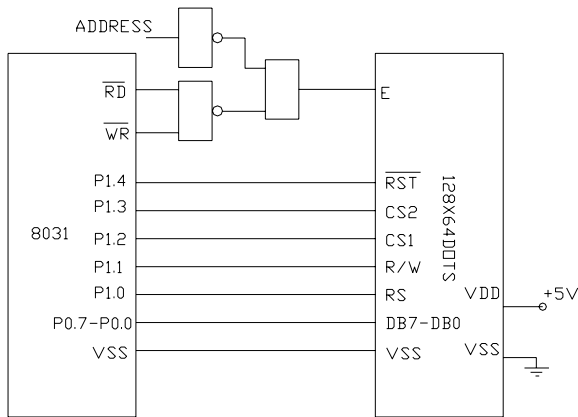 ADDRESS
RD
WR
P1.4
P1.3
P1.2
P1.1
P1.0
P0.7-P0.0
VSS
8031
E
RST
CS2
CS1
R/W
RS
DB7-DB0
VSS
128X64DOTS
VDD
+5V
VSS